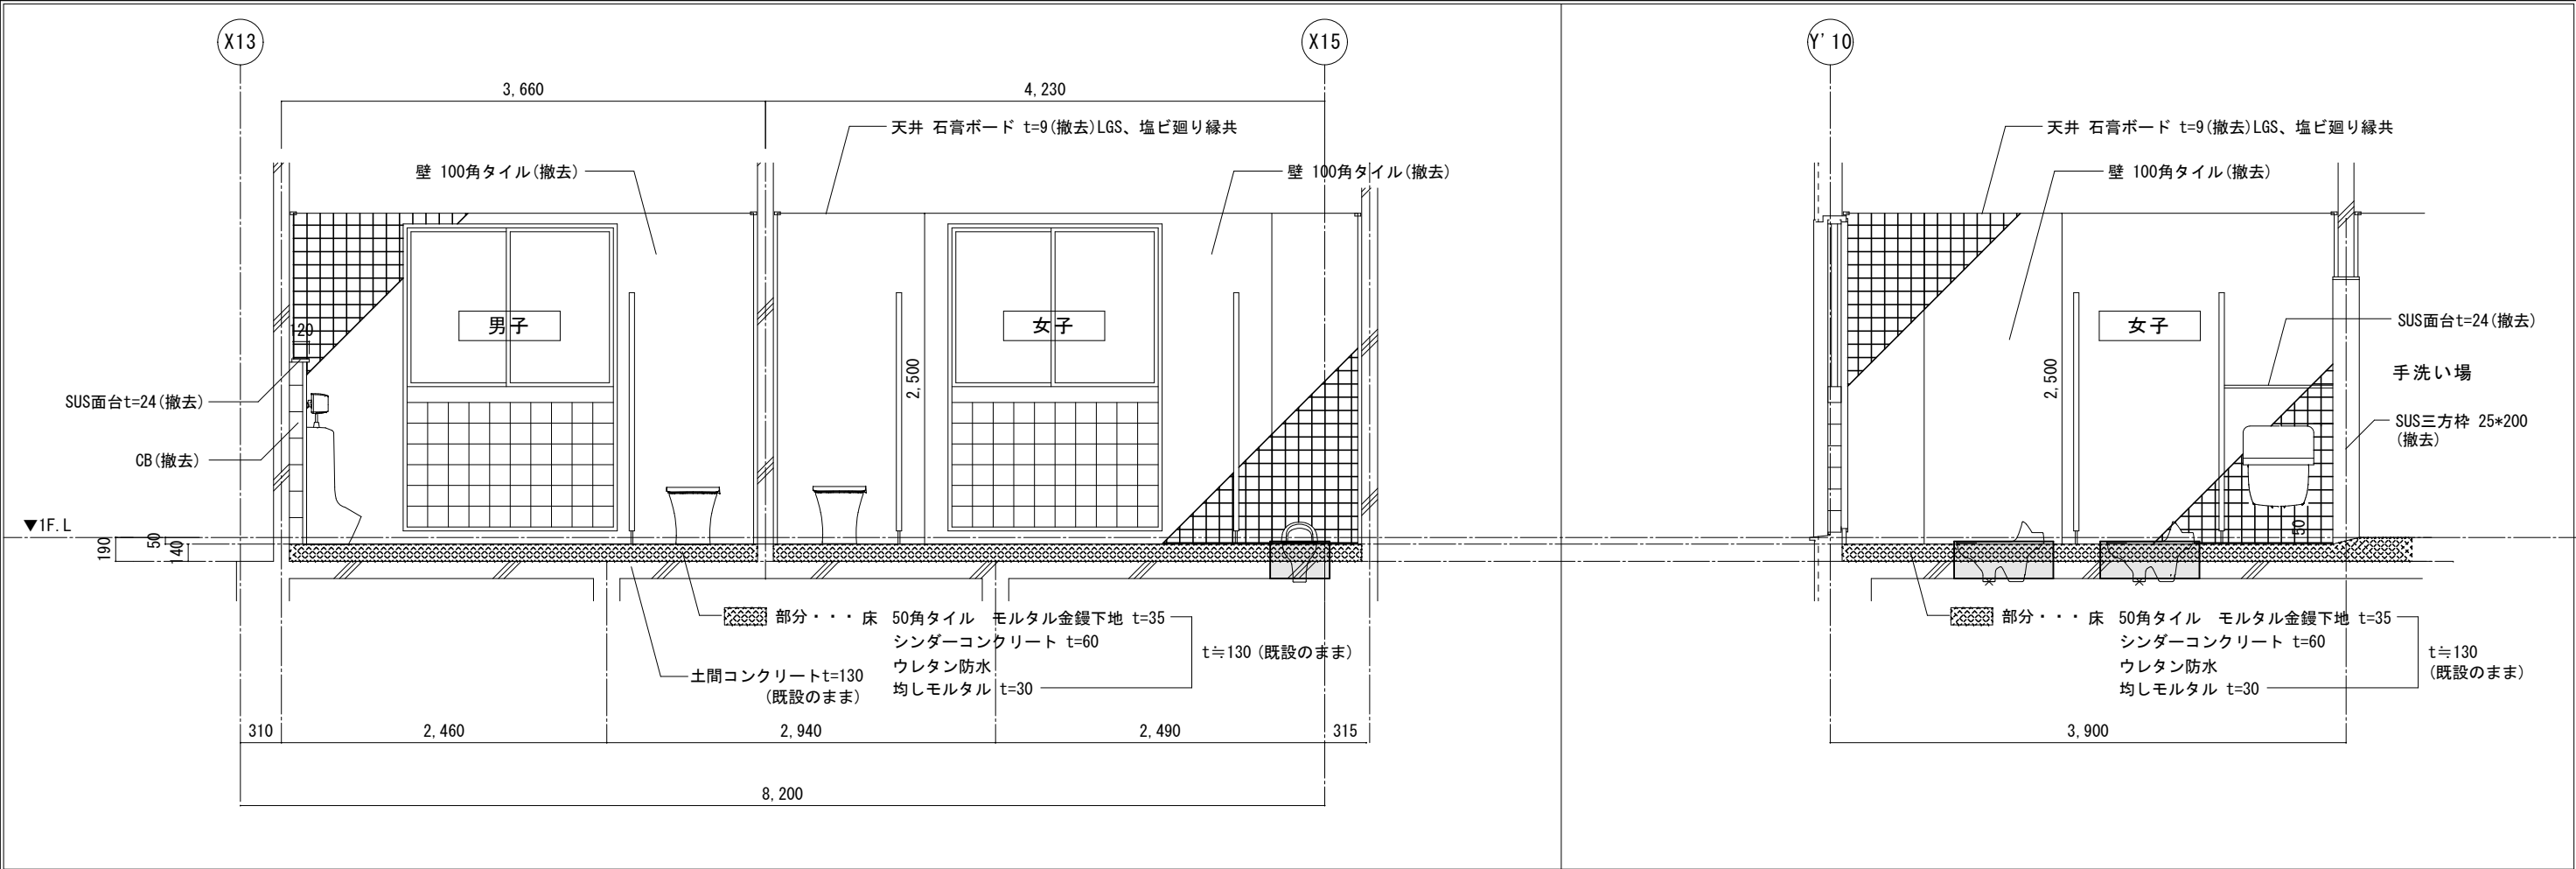 X13
X15
3,660
4,230
天井 石膏ボード t=9(撤去)LGS、塩ビ廻り縁共
壁 100角タイル(撤去)
壁 100角タイル(撤去)
120
男子
女子
2,500
SUS面台t=24(撤去)
CB(撤去)
▼1F.L
190
50
140
部分・・・床 50角タイル モルタル金鏝下地 t=35
シンダーコンクリート t=60
ウレタン防水
均しモルタル t=30
t≒130(既設のまま)
土間コンクリートt=130
(既設のまま)
310
2,460
2,940
2,490
315
8,200
Y'10
天井 石膏ボード t=9(撤去)LGS、塩ビ廻り縁共
壁 100角タイル(撤去)
女子
2,500
SUS面台t=24(撤去)
手洗い場
SUS三方枠 25*200
(撤去)
50
部分・・・床 50角タイル モルタル金鏝下地 t=35
シンダーコンクリート t=60
ウレタン防水
均しモルタル t=30
t≒130
(既設のまま)
3,900